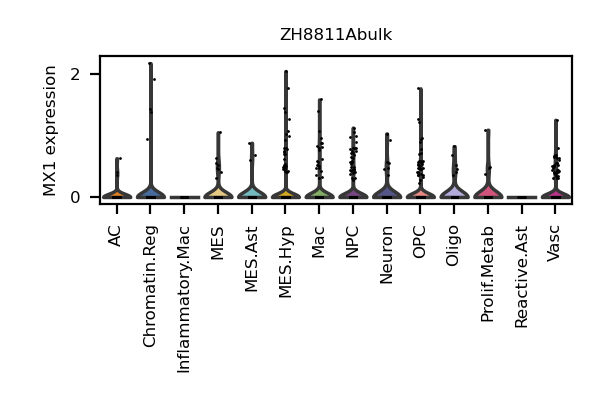 ZH8811Abulk
MX1 expression
2
0
AC
Chromatin.Reg
Inflammatory.Mac
MES
MES.Ast
MES.Hyp
Mac
NPC
Neuron
OPC
Oligo
Prolif.Metab
Reactive.Ast
Vasc